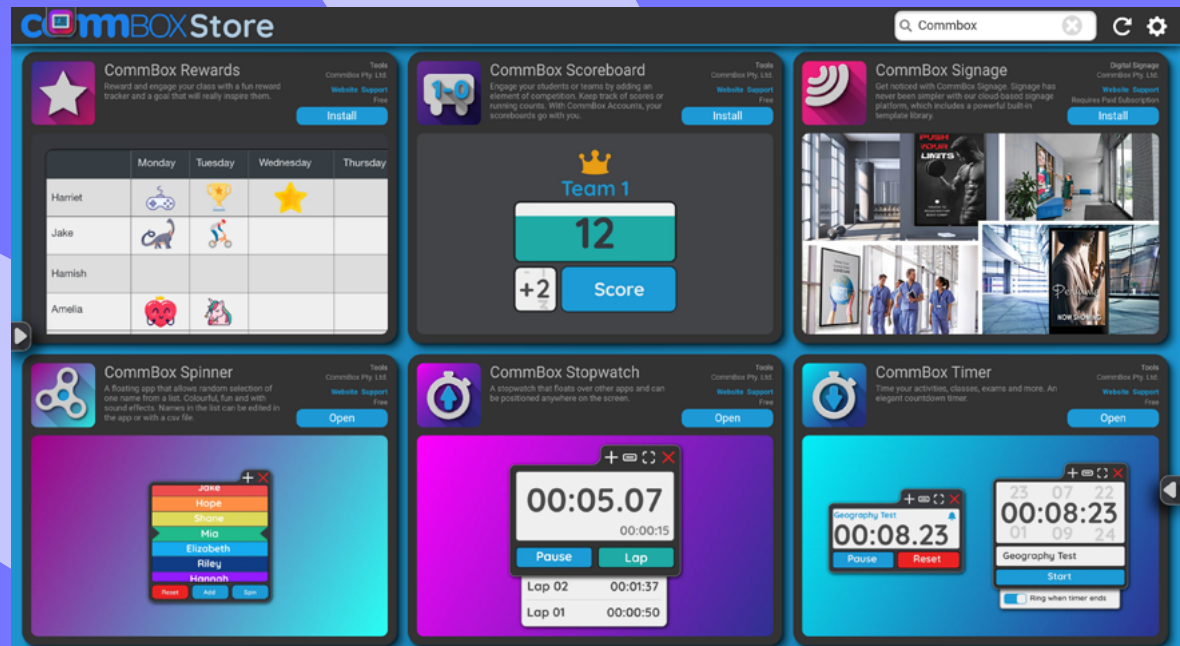 commBOX Store
Commbox
CommBox Rewards
Tools
CommBox Pty. Ltd.
Reward and engage your class with a fun reward
tracker and a goal that will really inspire them.
Website Support
Free
Install
Monday Tuesday Wednesday Thursday
Harriet
Jake
Hamish
Amelia
CommBox Scoreboard
Tools
CommBox Pty. Ltd.
Engage your students or teams by adding an
element of competition. Keep track of scores or
running counts. With CommBox Accounts, your
scoreboards go with you.
Website Support
Free
Install
1-0
Team 1
12
+2
Score
CommBox Signage
Digital Signage
CommBox Pty. Ltd.
Get noticed with CommBox Signage. Signage has
never been simpler with our cloud-based signage
platform, which includes a powerful built-in
template library.
Website Support
Requires Paid Subscription
Install
PUSH
YOUR
LIMITS
Perfume
NOW SHOWING
CommBox Spinner
Tools
CommBox Pty. Ltd.
A floating app that allows random selection of
one name from a list. Colourful, fun and with
sound effects. Names in the list can be edited in
the app or with a csv file.
Website Support
Free
Open
Jake
Hope
Shane
Mia
Elizabeth
Riley
Hannah
Reset Add Spin
CommBox Stopwatch
Tools
CommBox Pty. Ltd.
A stopwatch that floats over other apps and can
be positioned anywhere on the screen.
Website Support
Free
Open
00:05.07
00:00:15
Pause Lap
Lap 02 00:01:37
Lap 01 00:00:50
CommBox Timer
Tools
CommBox Pty. Ltd.
Time your activities, classes, exams and more. An
elegant countdown timer.
Website Support
Free
Open
Geography Test
00:08.23
Pause Reset
23 07 22
00:08:23
01 09 24
Geography Test
Start
Ring when timer ends